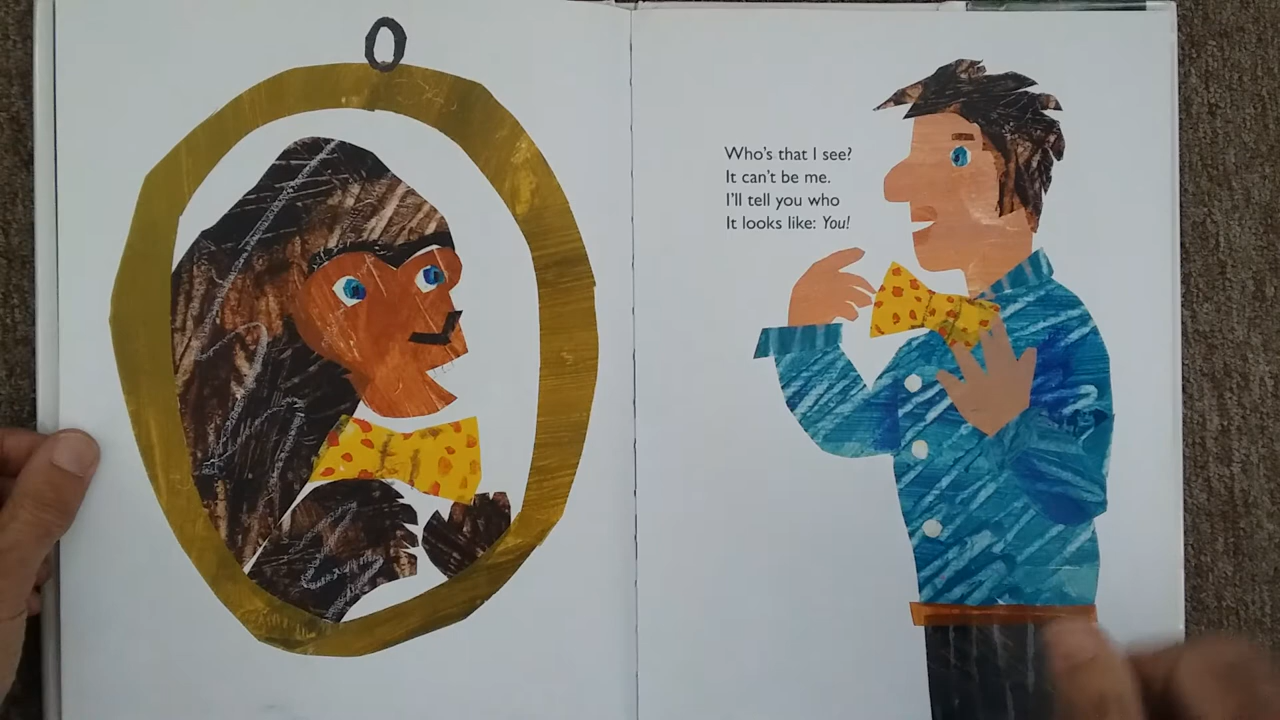 Who's that I see?
It can't be me.
I'll tell you who
It looks like: You!